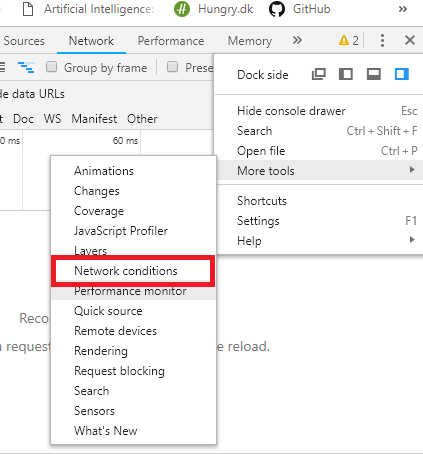 Artificial Intelligence:
Hungry.dk
GitHub
Sources Network Performance Memory » 2
Group by frame Prese
Dock side
de data URLs
t Doc WS Manifest Other
0 ms 60 ms
Hide console drawer Esc
Search Ctrl + Shift + F
Open file Ctrl + P
More tools
Shortcuts
Settings F1
Help
Animations
Changes
Coverage
JavaScript Profiler
Layers
Network conditions
Performance monitor
Quick source
Remote devices
Rendering
Request blocking
Search
Sensors
What's New
Reco
a request
e reload.